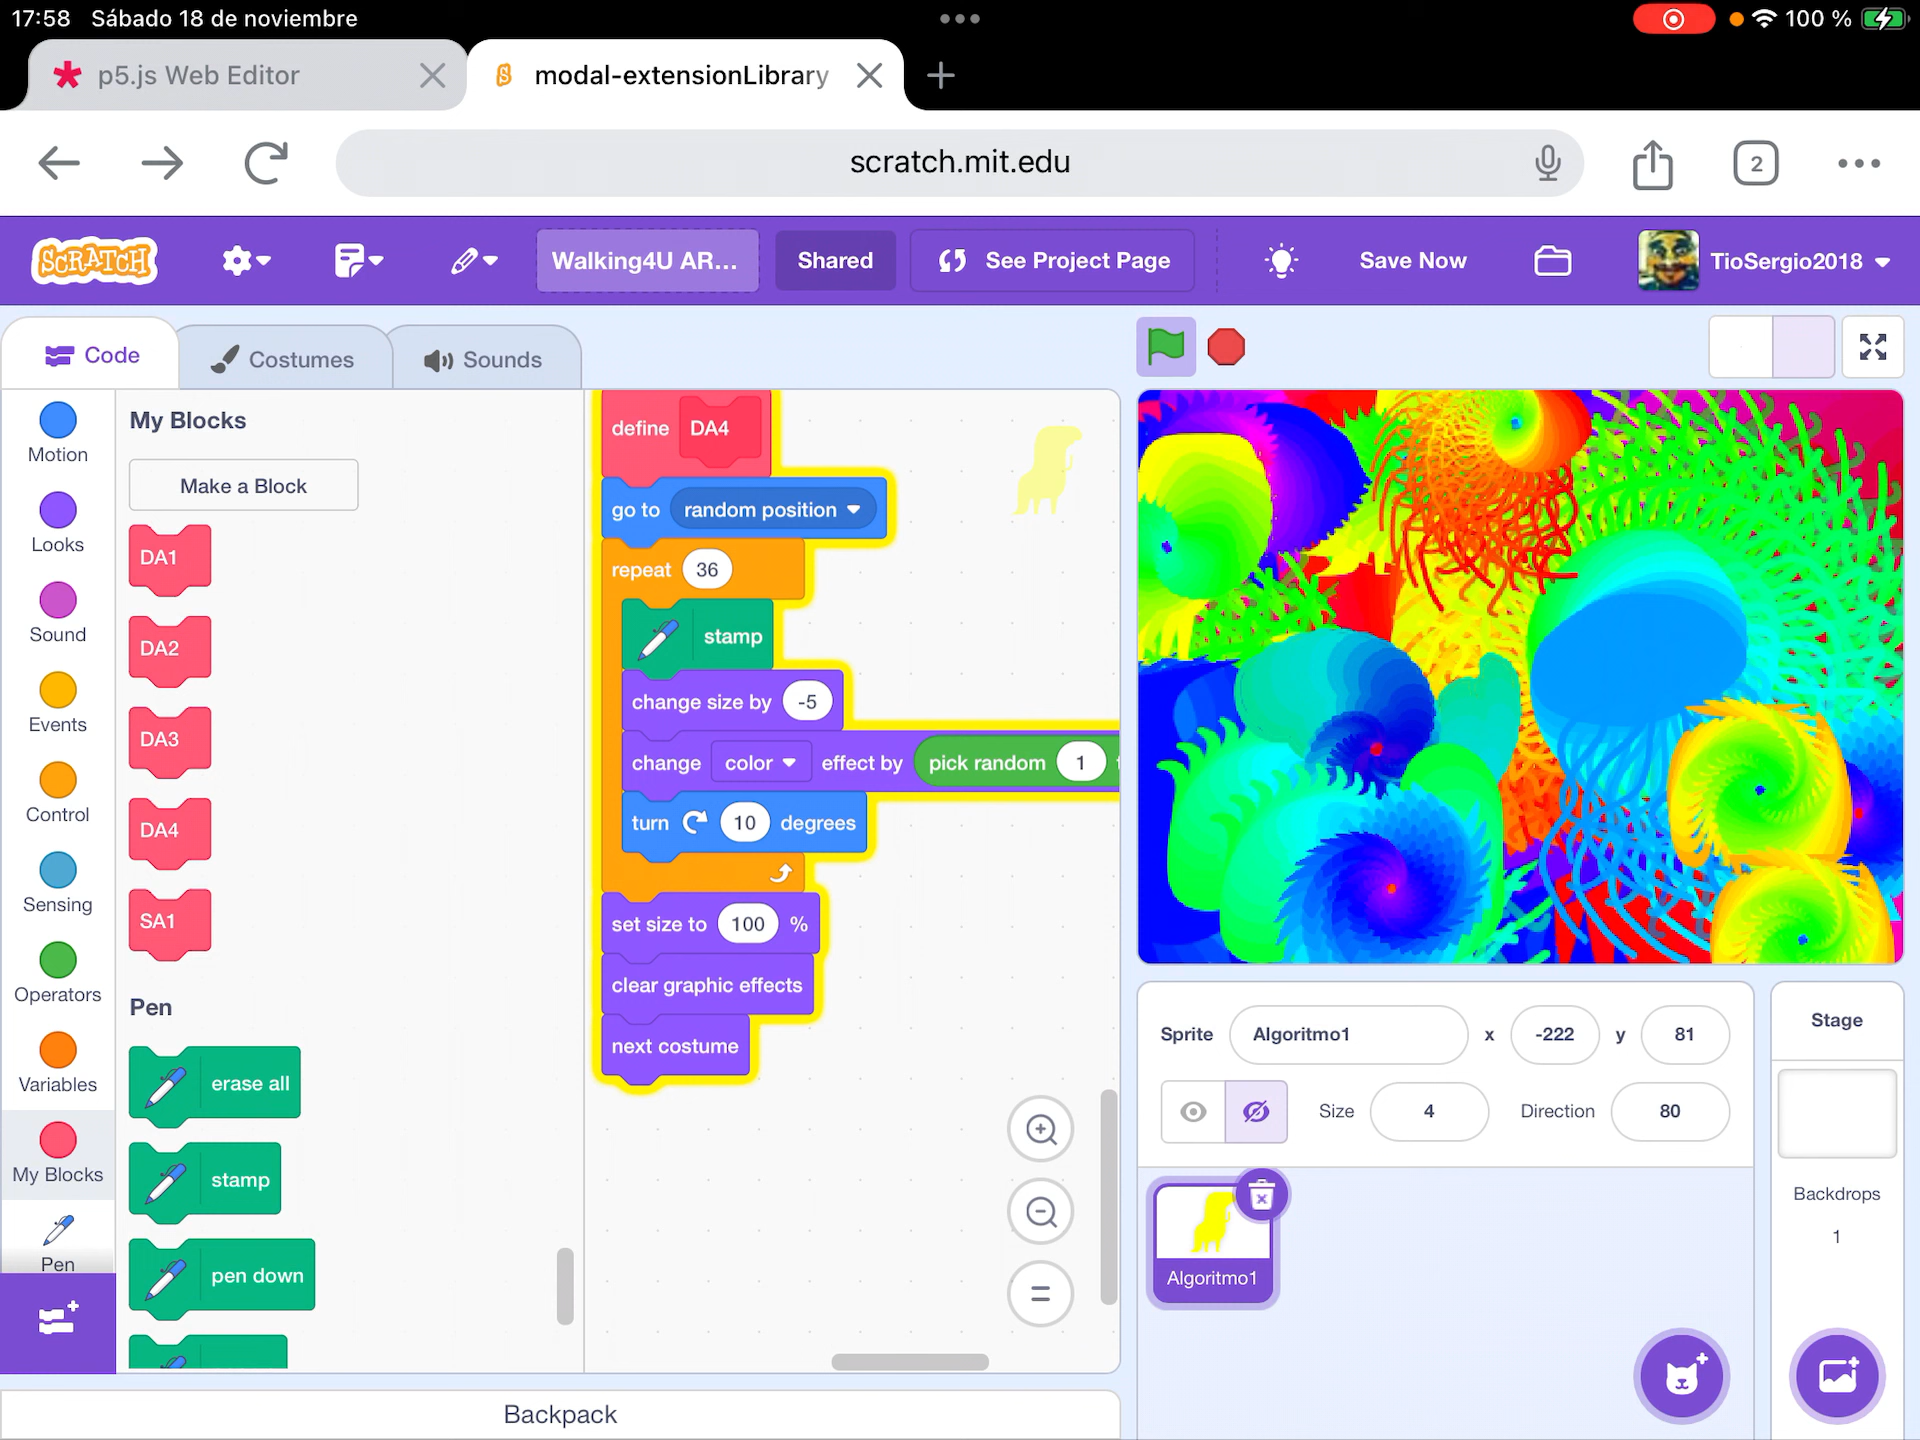 17:58 Sábado 18 de noviembre
100 %
p5.js Web Editor
modal-extensionLibrary
scratch.mit.edu
2
SCRATCH
Walking4U AR...
Shared
See Project Page
Save Now
TioSergio2018
Code
Costumes
Sounds
Motion
Looks
Sound
Events
Control
Sensing
Operators
Variables
My Blocks
Pen
My Blocks
Make a Block
DA1
DA2
DA3
DA4
SA1
Pen
erase all
stamp
pen down
define DA4
go to random position
repeat 36
stamp
change size by -5
change color effect by pick random 1
turn 10 degrees
set size to 100 %
clear graphic effects
next costume
Backpack
Sprite Algoritmo1 x -222 y 81
Size 4 Direction 80
Algoritmo1
Stage
Backdrops
1